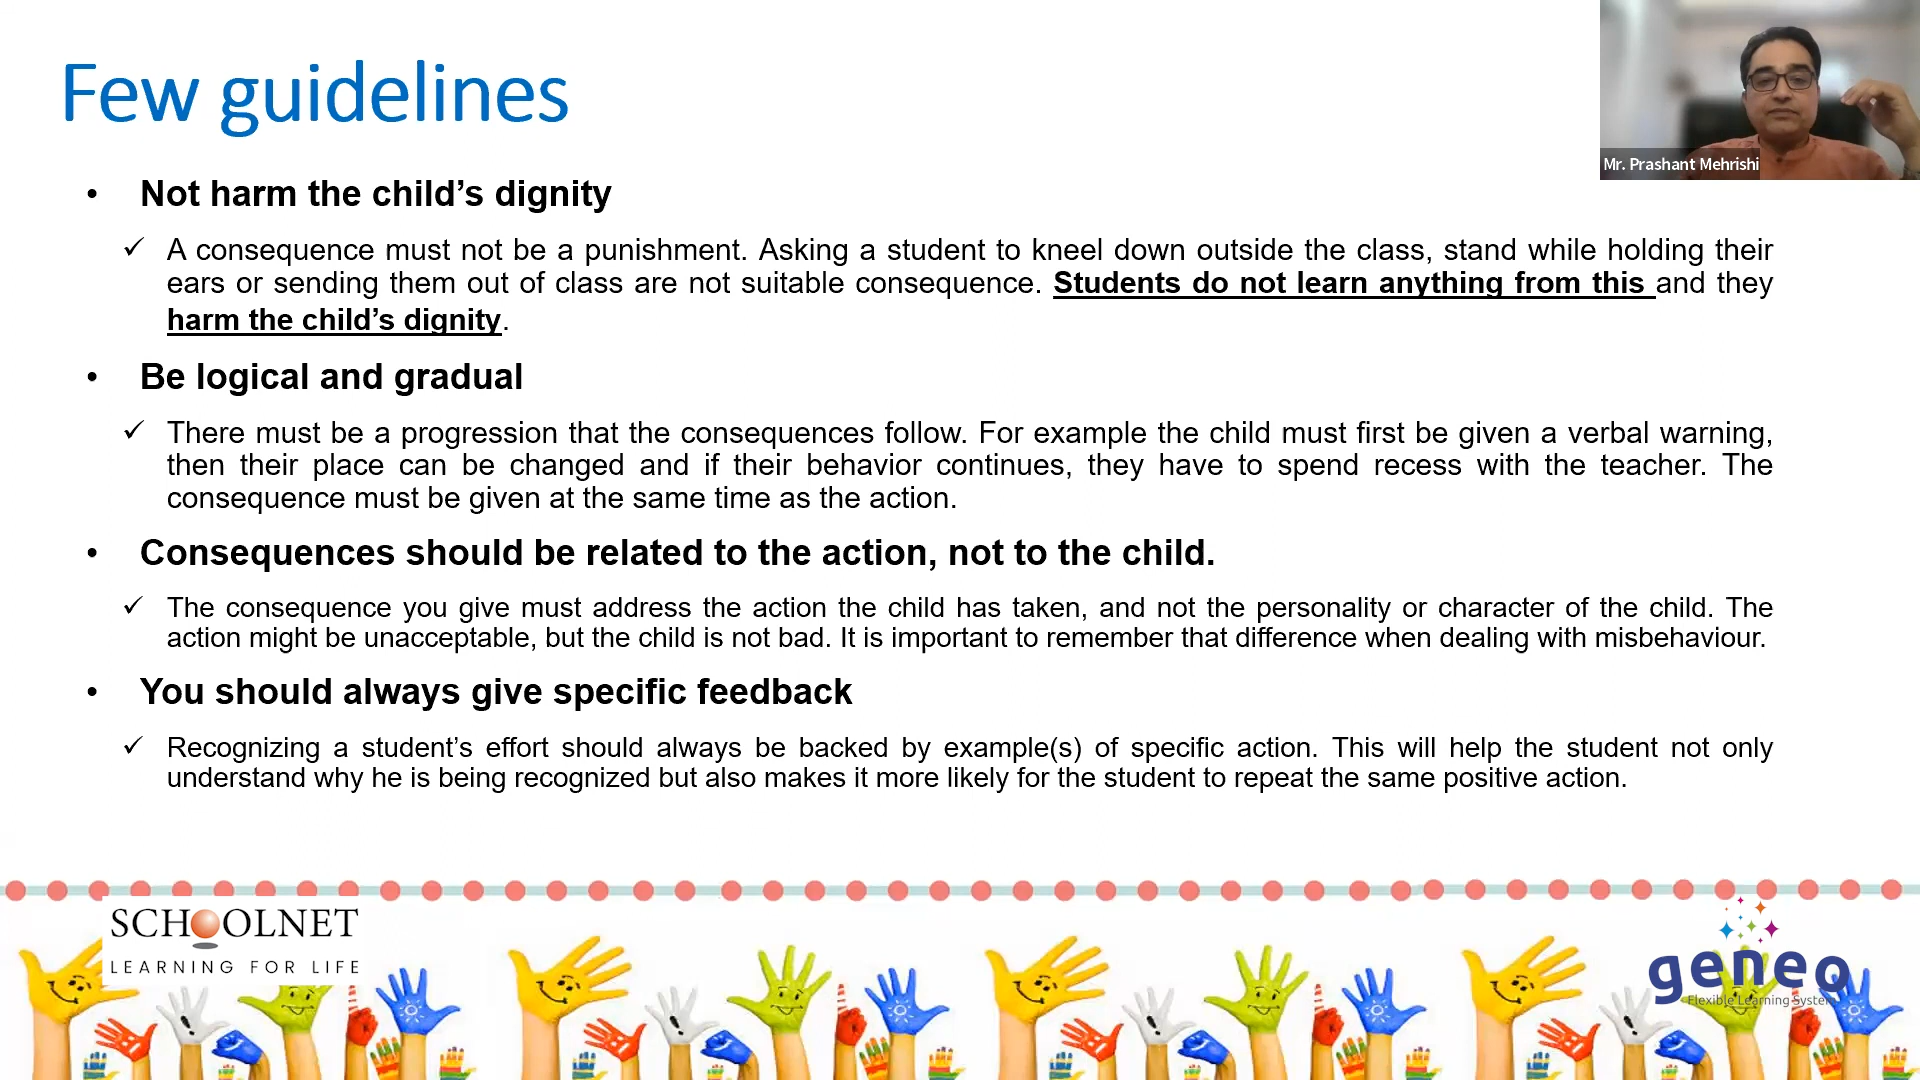 Few guidelines
Mr. Prashant Mehrishi
• Not harm the child’s dignity
✓ A consequence must not be a punishment. Asking a student to kneel down outside the class, stand while holding their
ears or sending them out of class are not suitable consequence. Students do not learn anything from this and they
harm the child’s dignity.
• Be logical and gradual
✓ There must be a progression that the consequences follow. For example the child must first be given a verbal warning,
then their place can be changed and if their behavior continues, they have to spend recess with the teacher. The
consequence must be given at the same time as the action.
• Consequences should be related to the action, not to the child.
✓ The consequence you give must address the action the child has taken, and not the personality or character of the child. The
action might be unacceptable, but the child is not bad. It is important to remember that difference when dealing with misbehaviour.
• You should always give specific feedback
✓ Recognizing a student’s effort should always be backed by example(s) of specific action. This will help the student not only
understand why he is being recognized but also makes it more likely for the student to repeat the same positive action.
SCHOOLNET
LEARNING FOR LIFE
geneo
Flexible Learning System